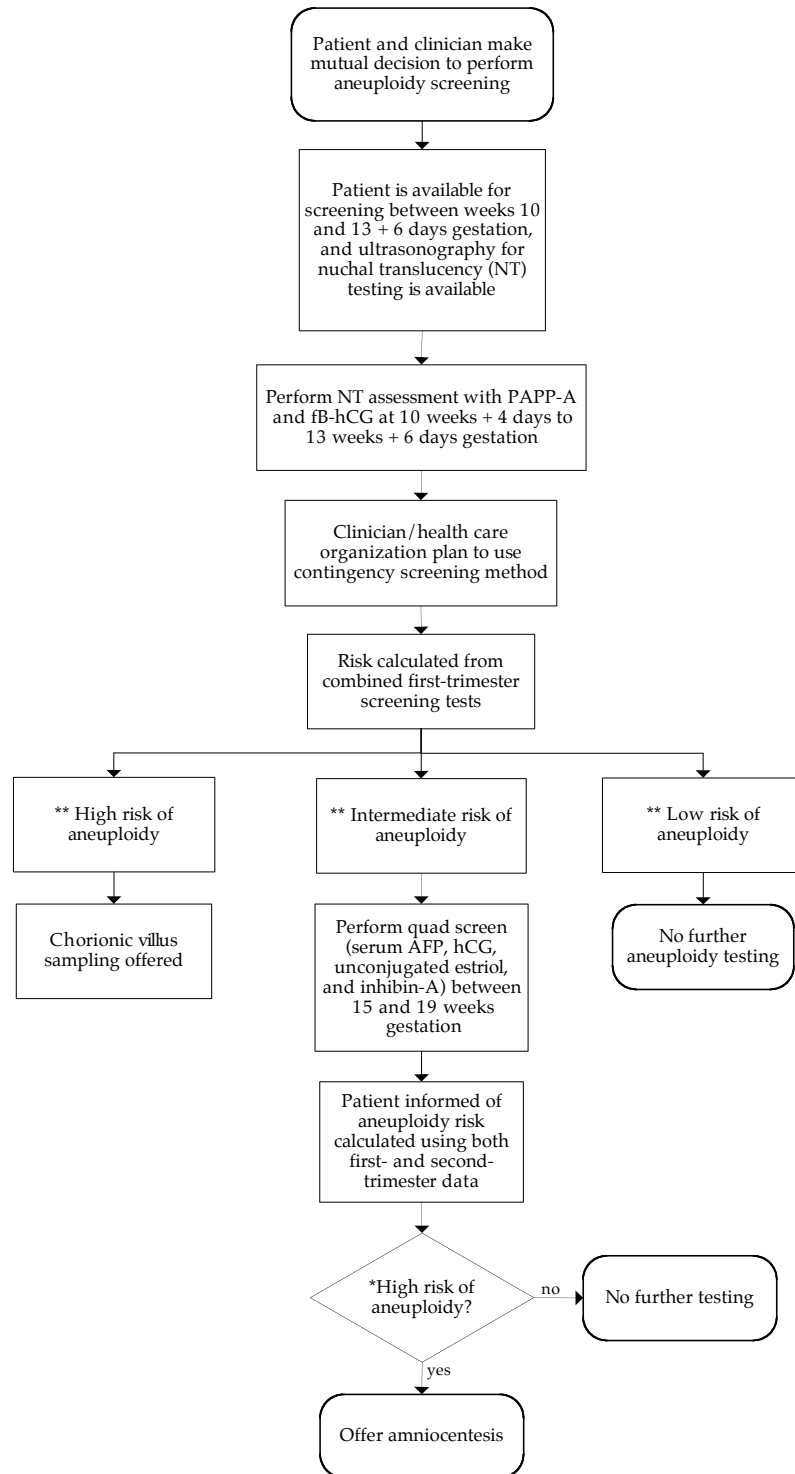 Patient and clinician make
mutual decision to perform
aneuploidy screening
Patient is available for
screening between weeks 10
and 13 + 6 days gestation,
and ultrasonography for
nuchal translucency (NT)
testing is available
Perform NT assessment with PAPP-A
and fB-hCG at 10 weeks + 4 days to
13 weeks + 6 days gestation
Clinician/health care
organization plan to use
contingency screening method
Risk calculated from
combined first-trimester
screening tests
** High risk of
aneuploidy
** Intermediate risk of
aneuploidy
** Low risk of
aneuploidy
Chorionic villus
sampling offered
Perform quad screen
(serum AFP, hCG,
unconjugated estriol,
and inhibin-A) between
15 and 19 weeks
gestation
No further
aneuploidy testing
Patient informed of
aneuploidy risk
calculated using both
first- and second-
trimester data
*High risk of
aneuploidy?
no
No further testing
yes
Offer amniocentesis